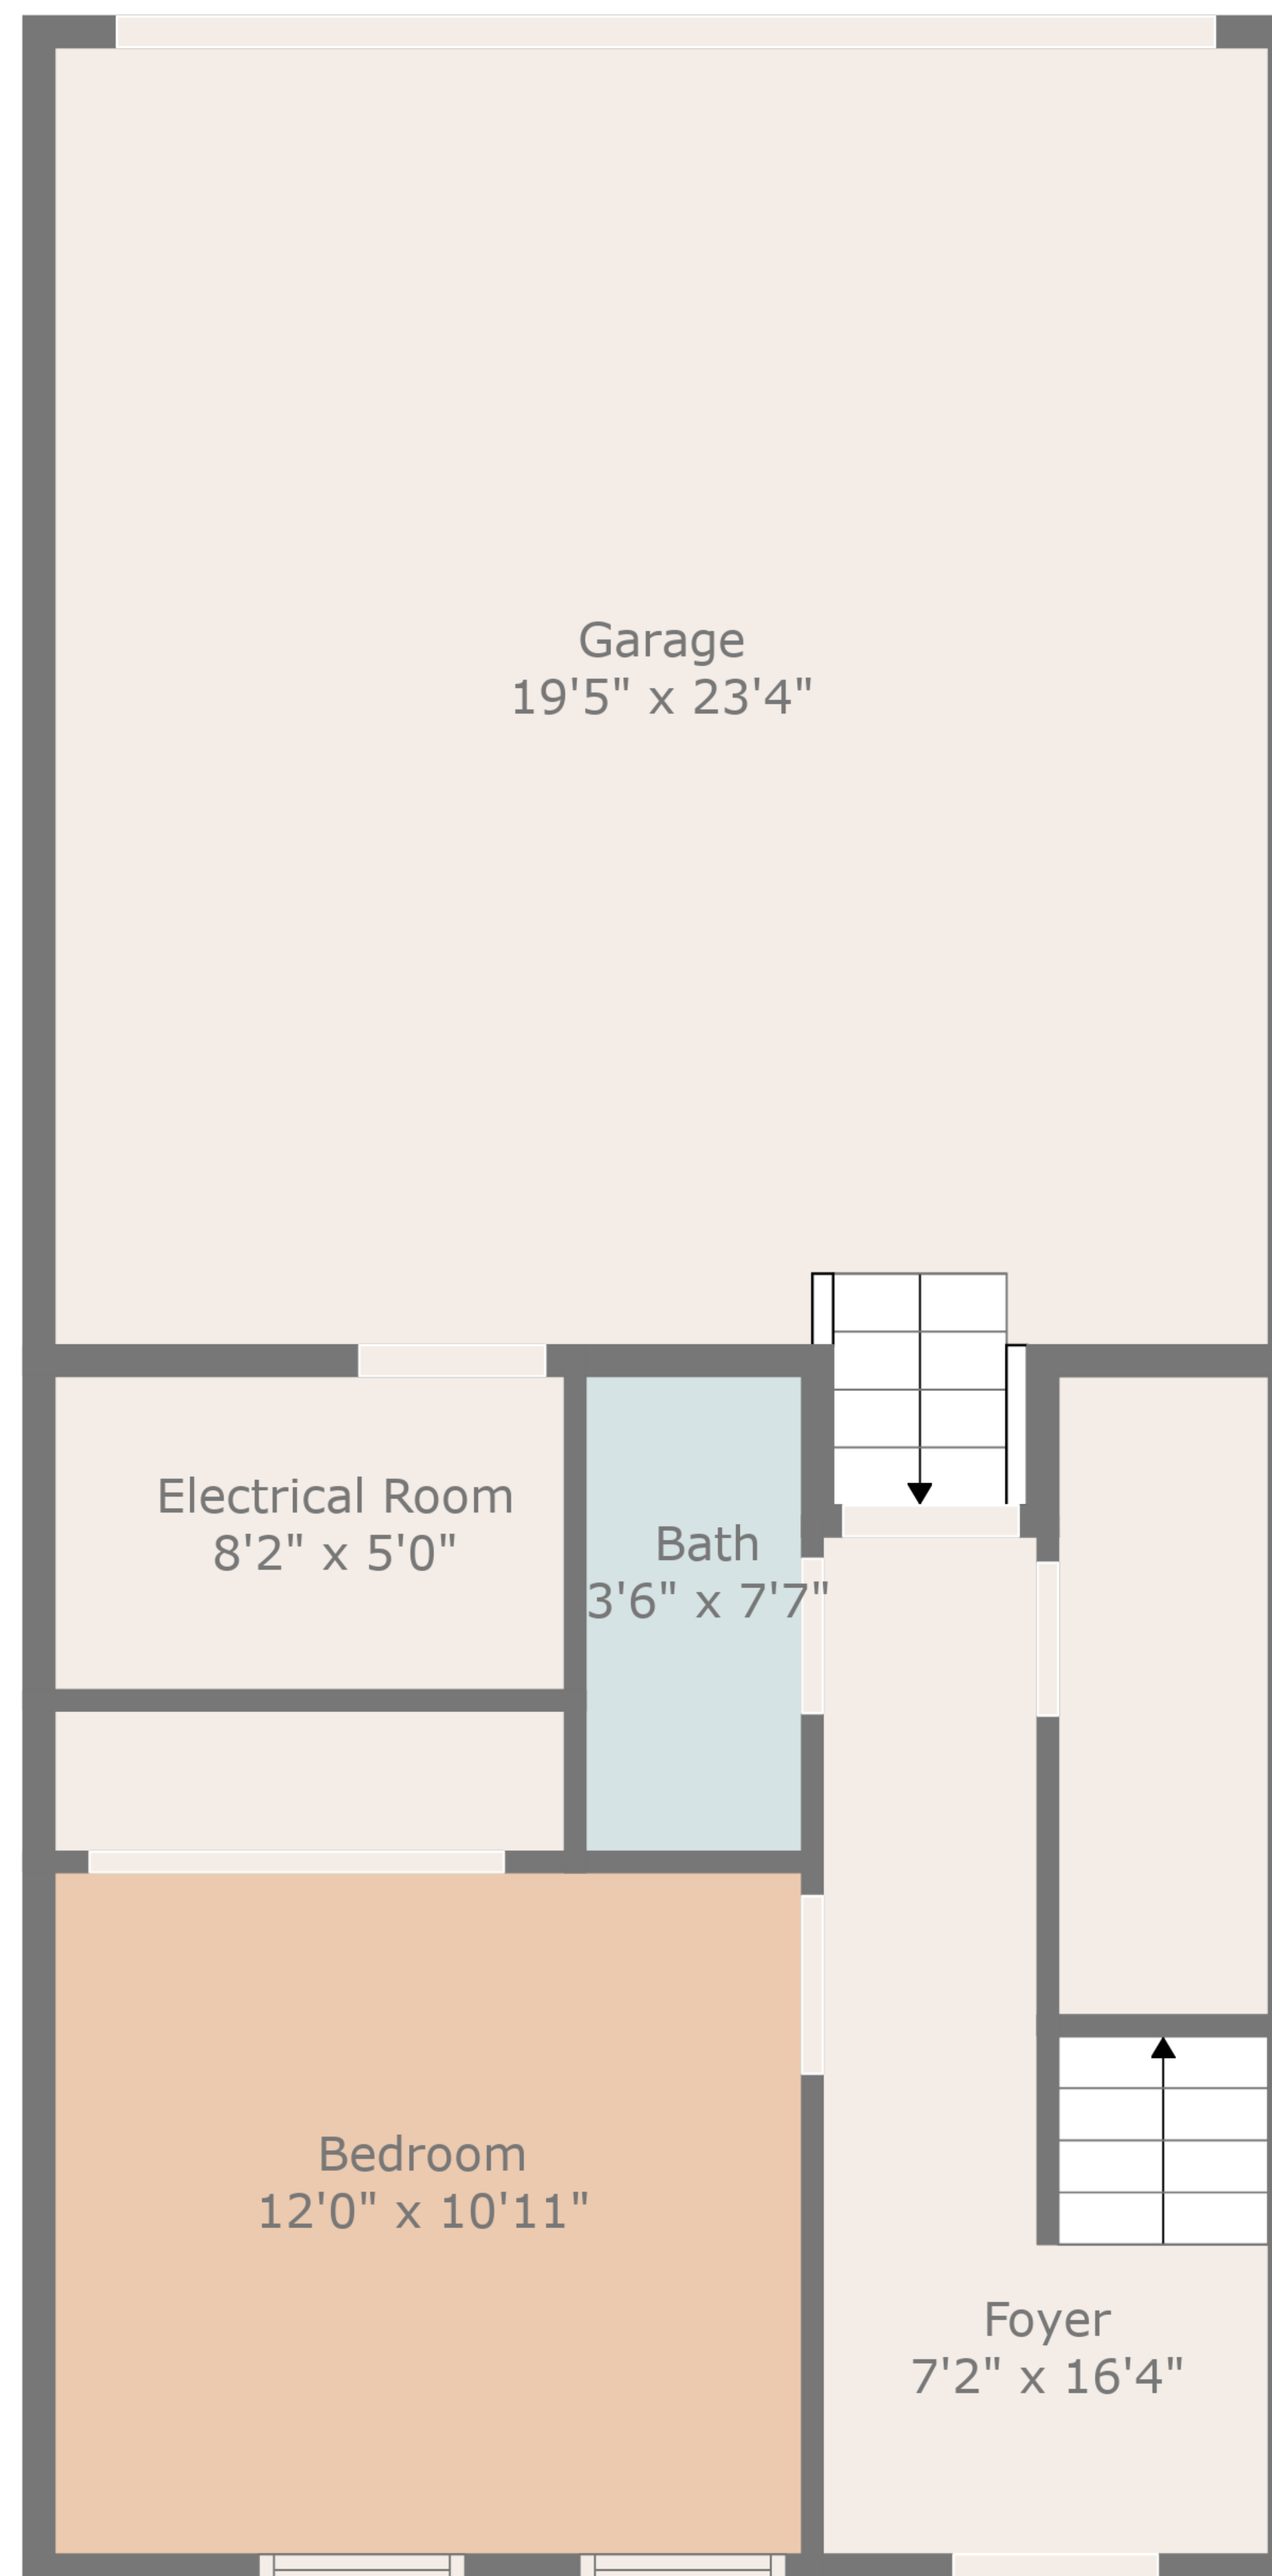 Garage
19'5" x 23'4"
Electrical Room
8'2" x 5'0"
Bath
3'6" x 7'7"
Bedroom
12'0" x 10'11"
Foyer
7'2" x 16'4"